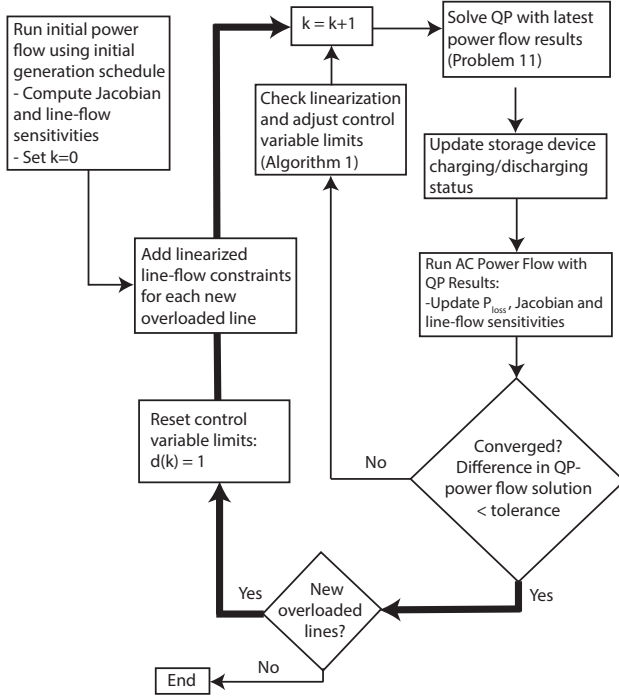 Run initial power
flow using initial
generation schedule
- Compute Jacobian
and line-flow
sensitivities
- Set k=0
k = k+1
Solve QP with latest
power flow results
(Problem 11)
Check linearization
and adjust control
variable limits
(Algorithm 1)
Update storage device
charging/discharging
status
Add linearized
line-flow constraints
for each new
overloaded line
Run AC Power Flow with
QP Results:
-Update P_loss, Jacobian and
line-flow sensitivities
Reset control
variable limits:
d(k) = 1
No
Converged?
Difference in QP-
power flow solution
< tolerance
Yes
New
overloaded
lines?
Yes
No
End